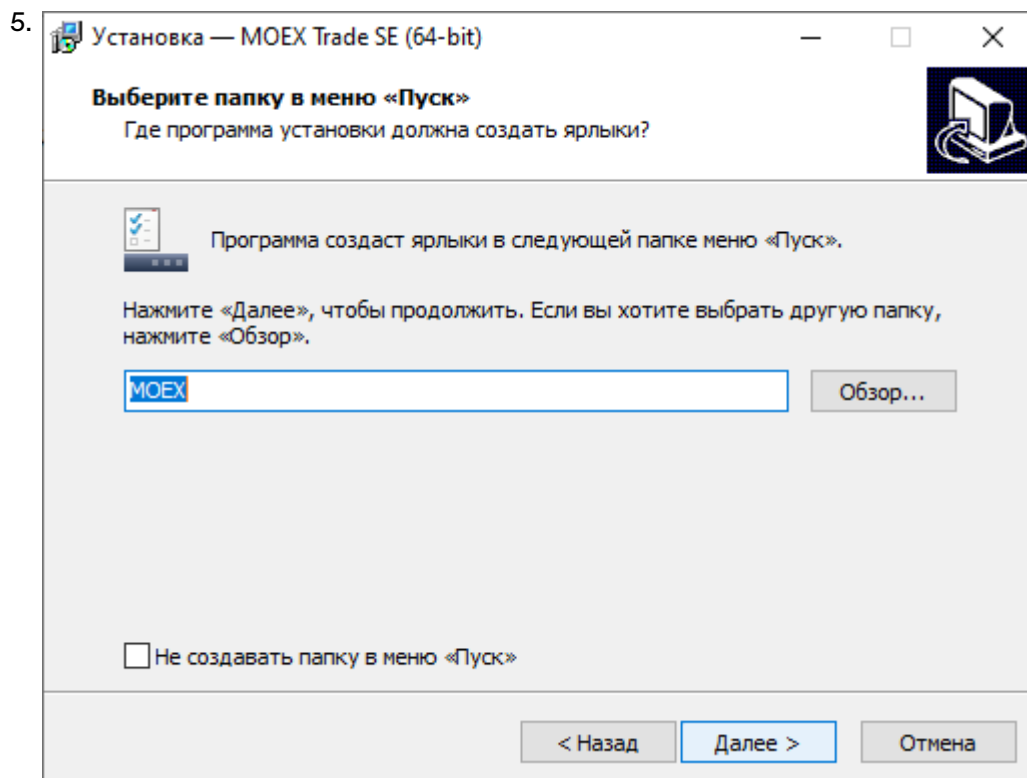 5.
Установка — MOEX Trade SE (64-bit)
Выберите папку в меню «Пуск»
Где программа установки должна создать ярлыки?
Программа создаст ярлыки в следующей папке меню «Пуск».
Нажмите «Далее», чтобы продолжить. Если вы хотите выбрать другую папку,
нажмите «Обзор».
MOEX
Обзор...
Не создавать папку в меню «Пуск»
< Назад
Далее >
Отмена